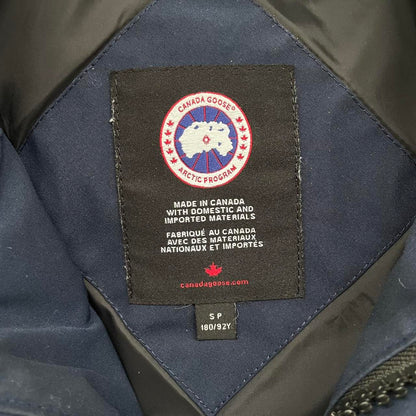 CANADA GOOSE®
ARCTIC PROGRAM
MADE IN CANADA
WITH DOMESTIC AND
IMPORTED MATERIALS
FABRIQUÉ AU CANADA
AVEC DES MATERIAUX
NATIONAUX ET IMPORTÉS
canadagoose.com
S P
180/92Y